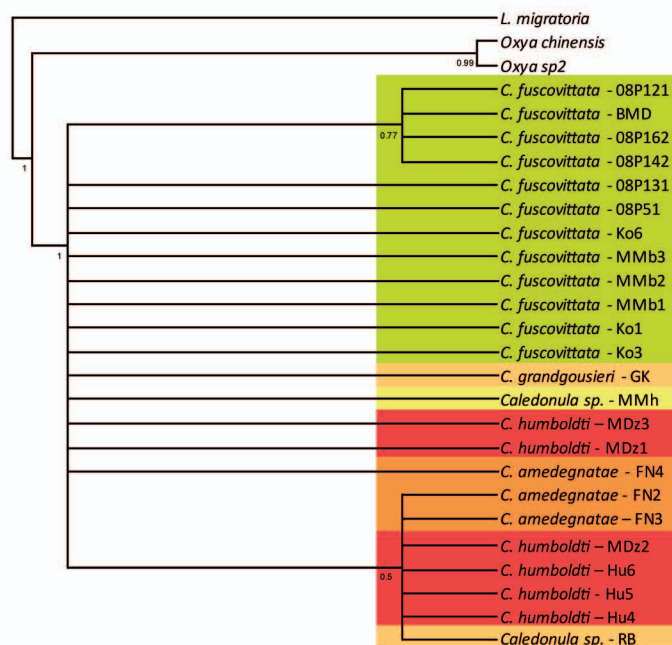 L. migratoria
Oxya chinensis
0.99
Oxya sp2
C. fuscovittata - 08P121
C. fuscovittata - BMD
0.77
C. fuscovittata - 08P162
C. fuscovittata - 08P142
1
C. fuscovittata - 08P131
C. fuscovittata - 08P51
C. fuscovittata - Ko6
1
C. fuscovittata - MMb3
C. fuscovittata - MMb2
C. fuscovittata - MMb1
C. fuscovittata - Ko1
C. fuscovittata - Ko3
C. grandgousieri - GK
Caledonula sp. - MMh
C. humboldti – MDz3
C. humboldti - MDz1
C. amedegnatae - FN4
C. amedegnatae - FN2
C. amedegnatae – FN3
C. humboldti – MDz2
0.5
C. humboldti – Hu6
C. humboldti - Hu5
C. humboldti – Hu4
Caledonula sp. - RB